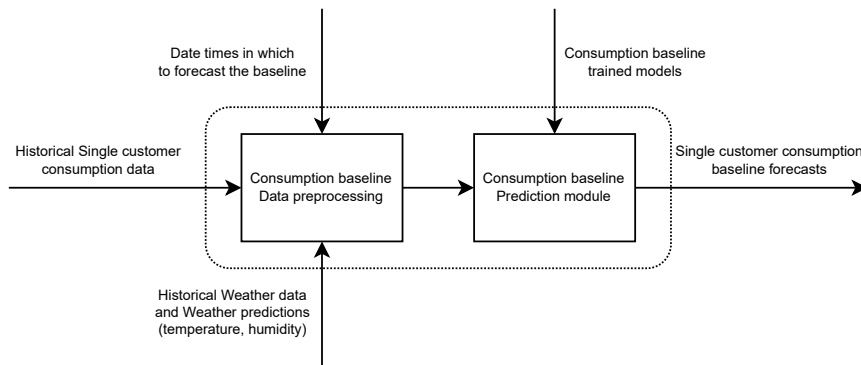 Date times in which
to forecast the baseline
Consumption baseline
trained models
Historical Single customer
consumption data
Consumption baseline
Data preprocessing
Consumption baseline
Prediction module
Single customer consumption
baseline forecasts
Historical Weather data
and Weather predictions
(temperature, humidity)